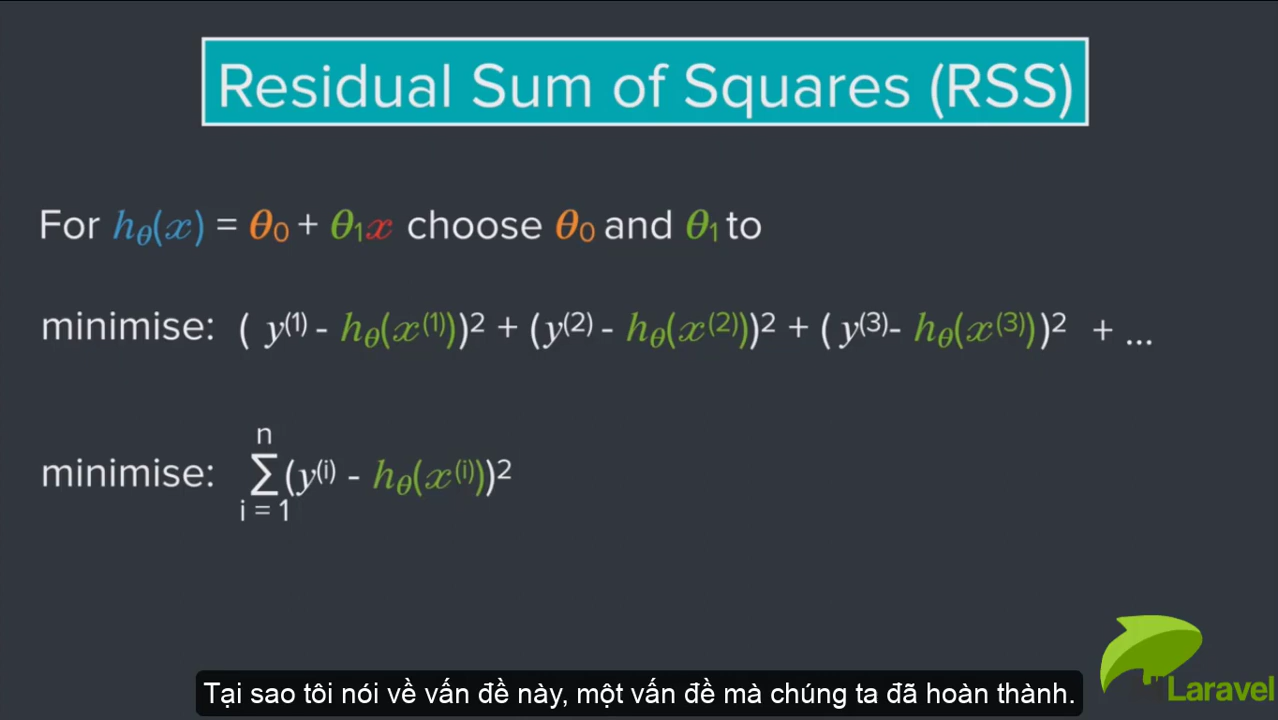 Residual Sum of Squares (RSS)
For hθ(x) = θ0 + θ1x choose θ0 and θ1 to
minimise: ( y(1) - hθ(x(1)))2 + (y(2) - hθ(x(2)))2 + ( y(3)- hθ(x(3)))2 + ...
n
minimise: Σ(y(i) - hθ(x(i)))2
i = 1
Tại sao tôi nói về vấn đề này, một vấn đề mà chúng ta đã hoàn thành.
Laravel